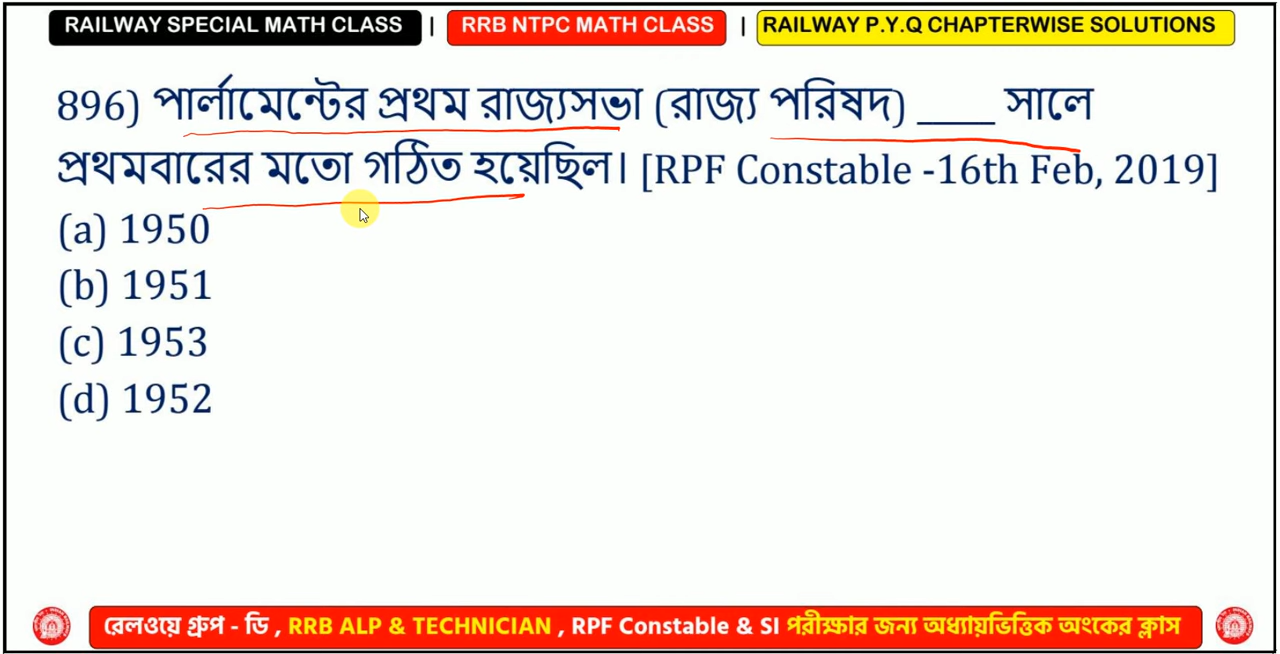 RAILWAY SPECIAL MATH CLASS | RRB NTPC MATH CLASS | RAILWAY P.Y.Q CHAPTERWISE SOLUTIONS
896) পার্লামেন্টের প্রথম রাজ্যসভা (রাজ্য পরিষদ) ____ সালে
প্রথমবারের মতো গঠিত হয়েছিল। [RPF Constable -16th Feb, 2019]
(a) 1950
(b) 1951
(c) 1953
(d) 1952
রেলওয়ে গ্রুপ - ডি , RRB ALP & TECHNICIAN , RPF Constable & SI পরীক্ষার জন্য অধ্যায়ভিত্তিক অংকের ক্লাস